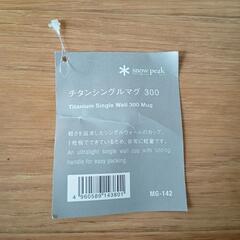 snow peak
チタンシングルマグ 300
Titanium Single Wall 300 Mug
軽さを追求したシングルウォールのカップ。
1枚板でできているため、非常に軽量です。
An ultralight single wall cup with folding
handle for easy packing.
4 960589 143801
MG-142